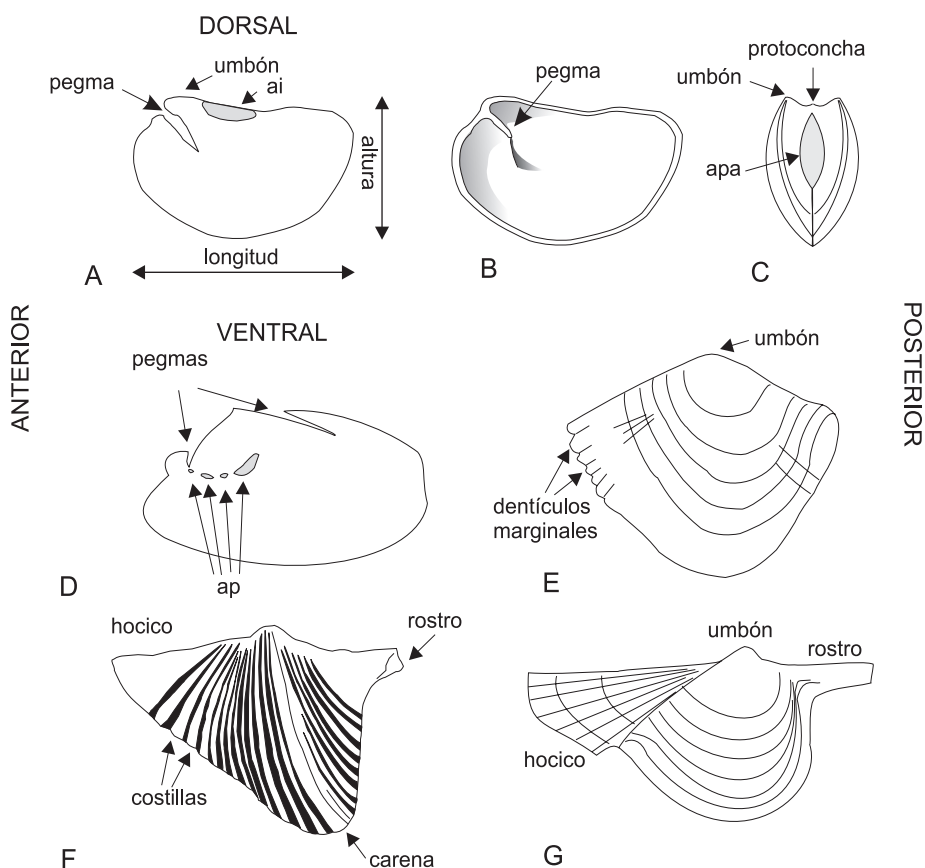 DORSAL
pegma
umbón
ai
altura
longitud
A
pegma
B
protoconcha
umbón
apa
C
ANTERIOR
POSTERIOR
VENTRAL
pegmas
ap
D
umbón
dentículos
marginales
E
hocico
rostro
costillas
carena
F
umbón
rostro
hocico
G